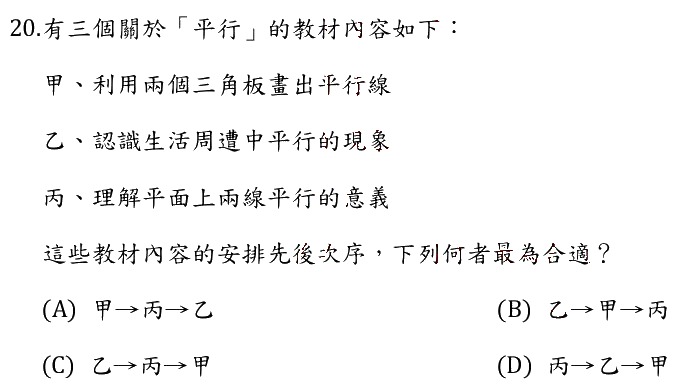 20.有三個關於「平行」的教材內容如下：
甲、利用兩個三角板畫出平行線
乙、認識生活周遭中平行的現象
丙、理解平面上兩線平行的意義
這些教材內容的安排先後次序，下列何者最為合適？
(A) 甲→丙→乙 (B) 乙→甲→丙
(C) 乙→丙→甲 (D) 丙→乙→甲